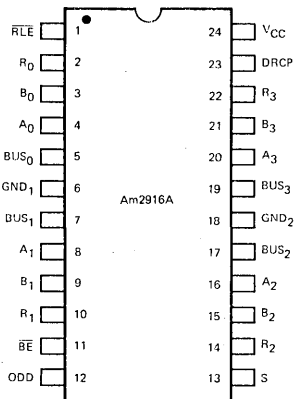 RLE 1 24 VCC
R0 2 23 DRCP
B0 3 22 R3
A0 4 21 B3
BUS0 5 20 A3
GND1 6 19 BUS3
Am2916A
BUS1 7 18 GND2
A1 8 17 BUS2
B1 9 16 A2
R1 10 15 B2
BE 11 14 R2
ODD 12 13 S